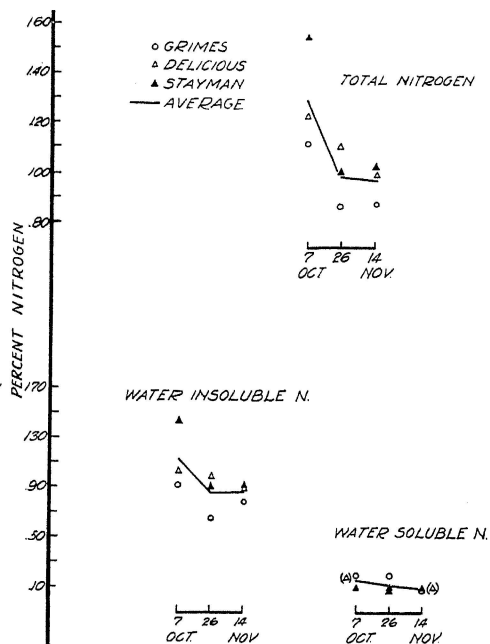 1.60
GRIMES
DELICIOUS
STAYMAN
AVERAGE
1.40
1.20
1.00
.80
TOTAL NITROGEN
7 26 14
OCT. NOV.
PERCENT NITROGEN
1.70
1.30
.90
.50
.10
WATER INSOLUBLE N.
7 26 14
OCT. NOV.
WATER SOLUBLE N.
(Δ) (Δ)
7 26 14
OCT. NOV.